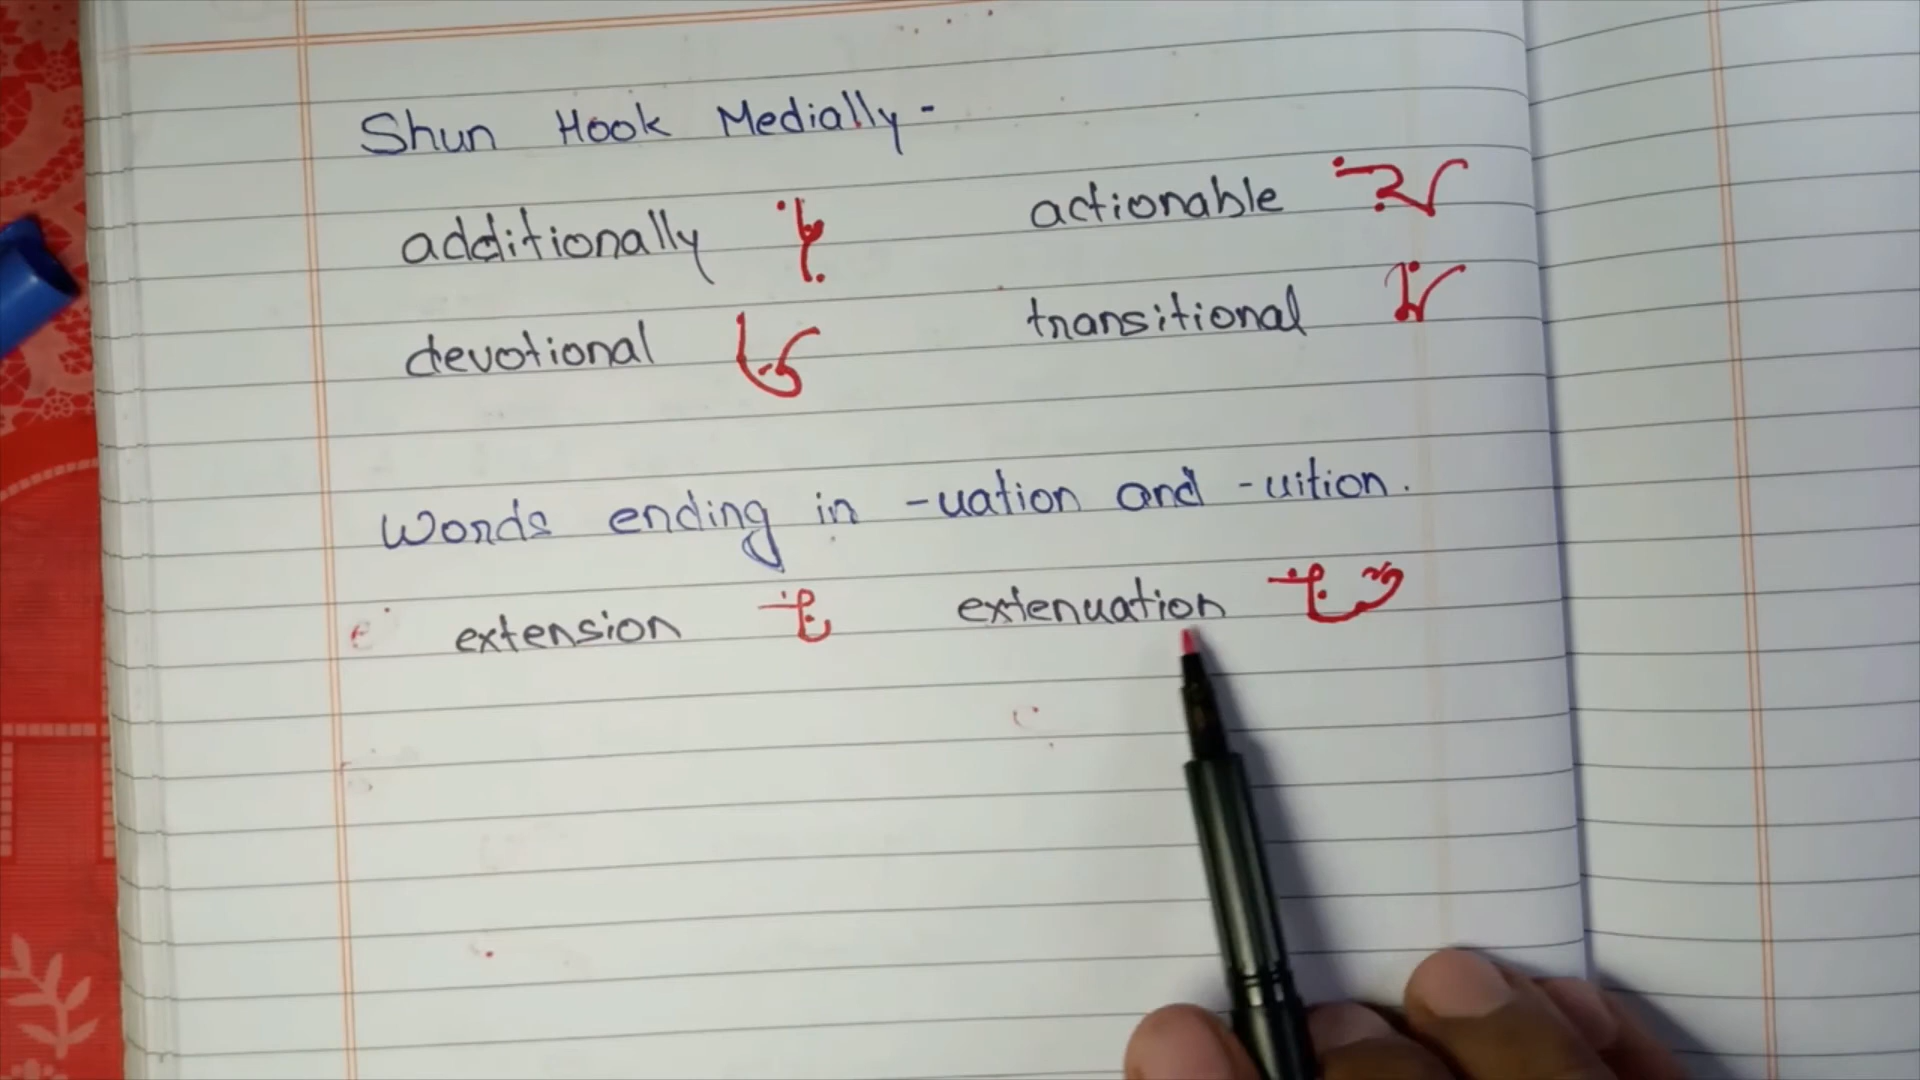 Shun Hook Medially -
additionally actionable
devotional transitional
Words ending in -uation and -uition.
extension extenuation